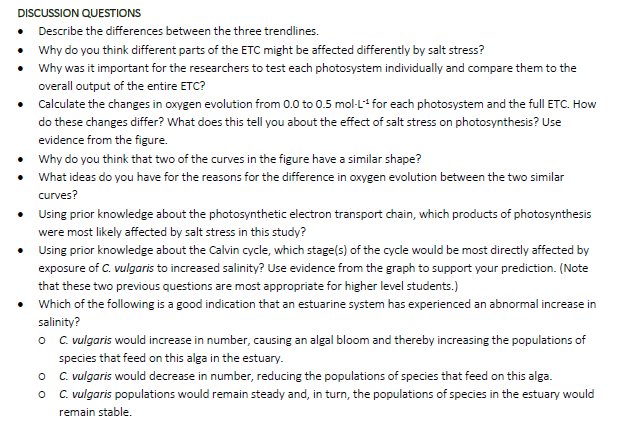 DISCUSSION QUESTIONS
• Describe the differences between the three trendlines.
• Why do you think different parts of the ETC might be affected differently by salt stress?
• Why was it important for the researchers to test each photosystem individually and compare them to the
overall output of the entire ETC?
• Calculate the changes in oxygen evolution from 0.0 to 0.5 mol·L⁻¹ for each photosystem and the full ETC. How
do these changes differ? What does this tell you about the effect of salt stress on photosynthesis? Use
evidence from the figure.
• Why do you think that two of the curves in the figure have a similar shape?
• What ideas do you have for the reasons for the difference in oxygen evolution between the two similar
curves?
• Using prior knowledge about the photosynthetic electron transport chain, which products of photosynthesis
were most likely affected by salt stress in this study?
• Using prior knowledge about the Calvin cycle, which stage(s) of the cycle would be most directly affected by
exposure of C. vulgaris to increased salinity? Use evidence from the graph to support your prediction. (Note
that these two previous questions are most appropriate for higher level students.)
• Which of the following is a good indication that an estuarine system has experienced an abnormal increase in
salinity?
o C. vulgaris would increase in number, causing an algal bloom and thereby increasing the populations of
species that feed on this alga in the estuary.
o C. vulgaris would decrease in number, reducing the populations of species that feed on this alga.
o C. vulgaris populations would remain steady and, in turn, the populations of species in the estuary would
remain stable.